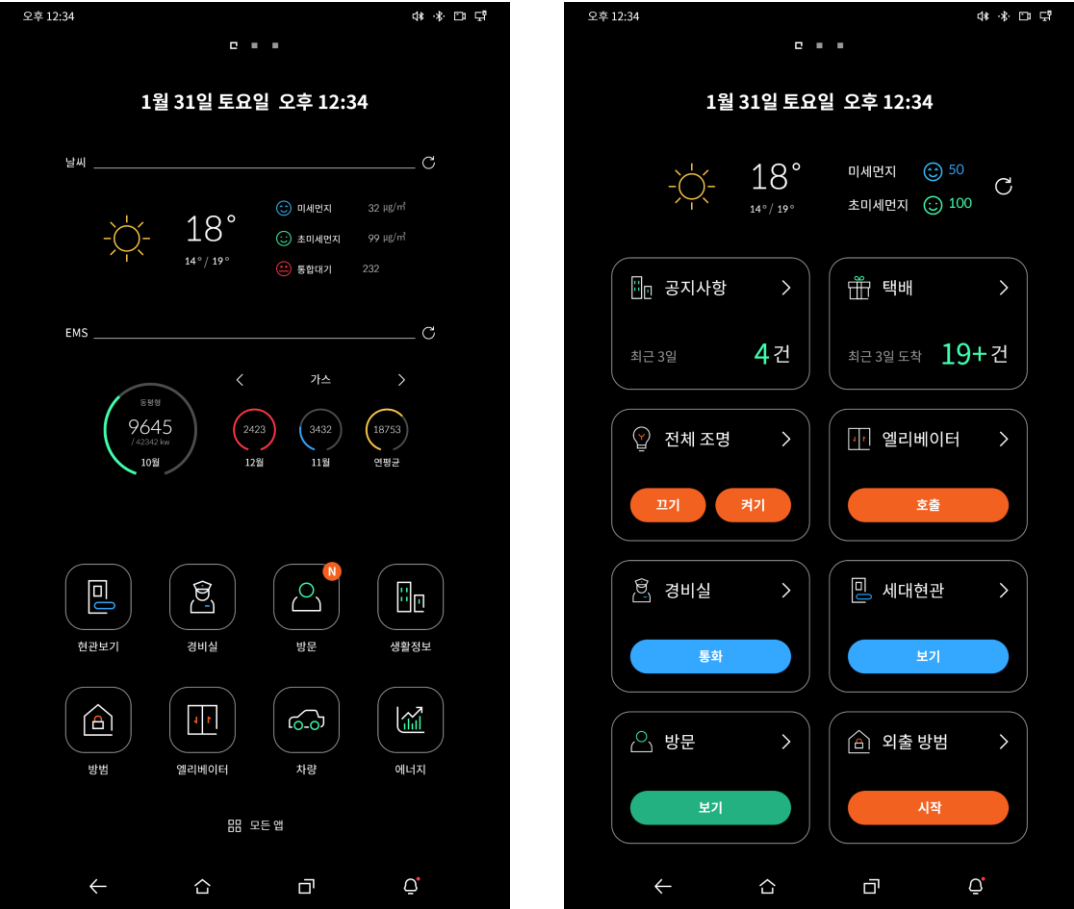 오후 12:34
1월 31일 토요일 오후 12:34
날씨
18°
14°/ 19°
미세먼지 32 μg/㎥
초미세먼지 99 μg/㎥
통합대기 232
EMS
가스
동평형
9645
/ 42342 kw
10월
2423
12월
3432
11월
18753
연평균
N
현관보기 경비실 방문 생활정보
방범 엘리베이터 차량 에너지
모든 앱
오후 12:34
1월 31일 토요일 오후 12:34
18°
14°/ 19°
미세먼지 50
초미세먼지 100
공지사항
최근 3일 4건
택배
최근 3일 도착 19+건
전체 조명
끄기 켜기
엘리베이터
호출
경비실
통화
세대현관
보기
방문
보기
외출 방범
시작